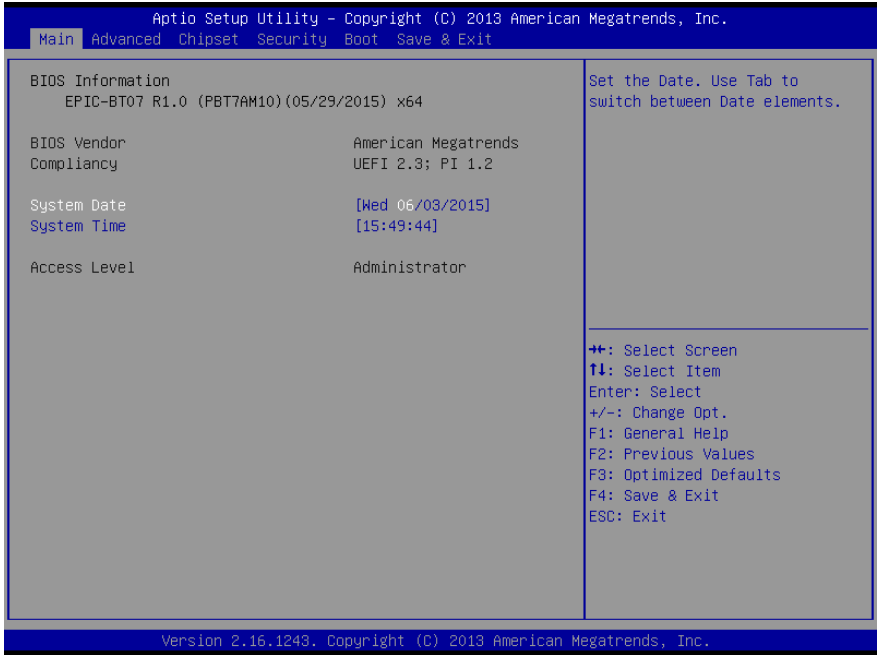 Aptio Setup Utility – Copyright (C) 2013 American Megatrends, Inc.
Main Advanced Chipset Security Boot Save & Exit
BIOS Information
EPIC-BT07 R1.0 (PBT7AM10)(05/29/2015) x64
BIOS Vendor American Megatrends
Compliancy UEFI 2.3; PI 1.2
System Date [Wed 06/03/2015]
System Time [15:49:44]
Access Level Administrator
Set the Date. Use Tab to
switch between Date elements.
→←: Select Screen
↑↓: Select Item
Enter: Select
+/-: Change Opt.
F1: General Help
F2: Previous Values
F3: Optimized Defaults
F4: Save & Exit
ESC: Exit
Version 2.16.1243. Copyright (C) 2013 American Megatrends, Inc.